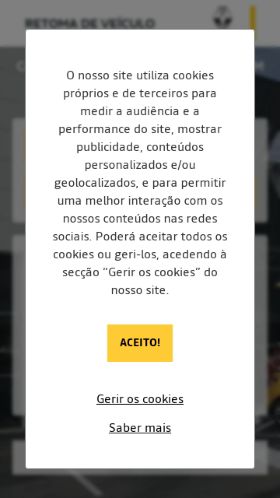 RETOMA DE VEÍCULO
O nosso site utiliza cookies
próprios e de terceiros para
medir a audiência e a
performance do site, mostrar
publicidade, conteúdos
personalizados e/ou
geolocalizados, e para permitir
uma melhor interação com os
nossos conteúdos nas redes
sociais. Poderá aceitar todos os
cookies ou geri-los, acedendo à
secção “Gerir os cookies” do
nosso site.
ACEITO!
Gerir os cookies
Saber mais